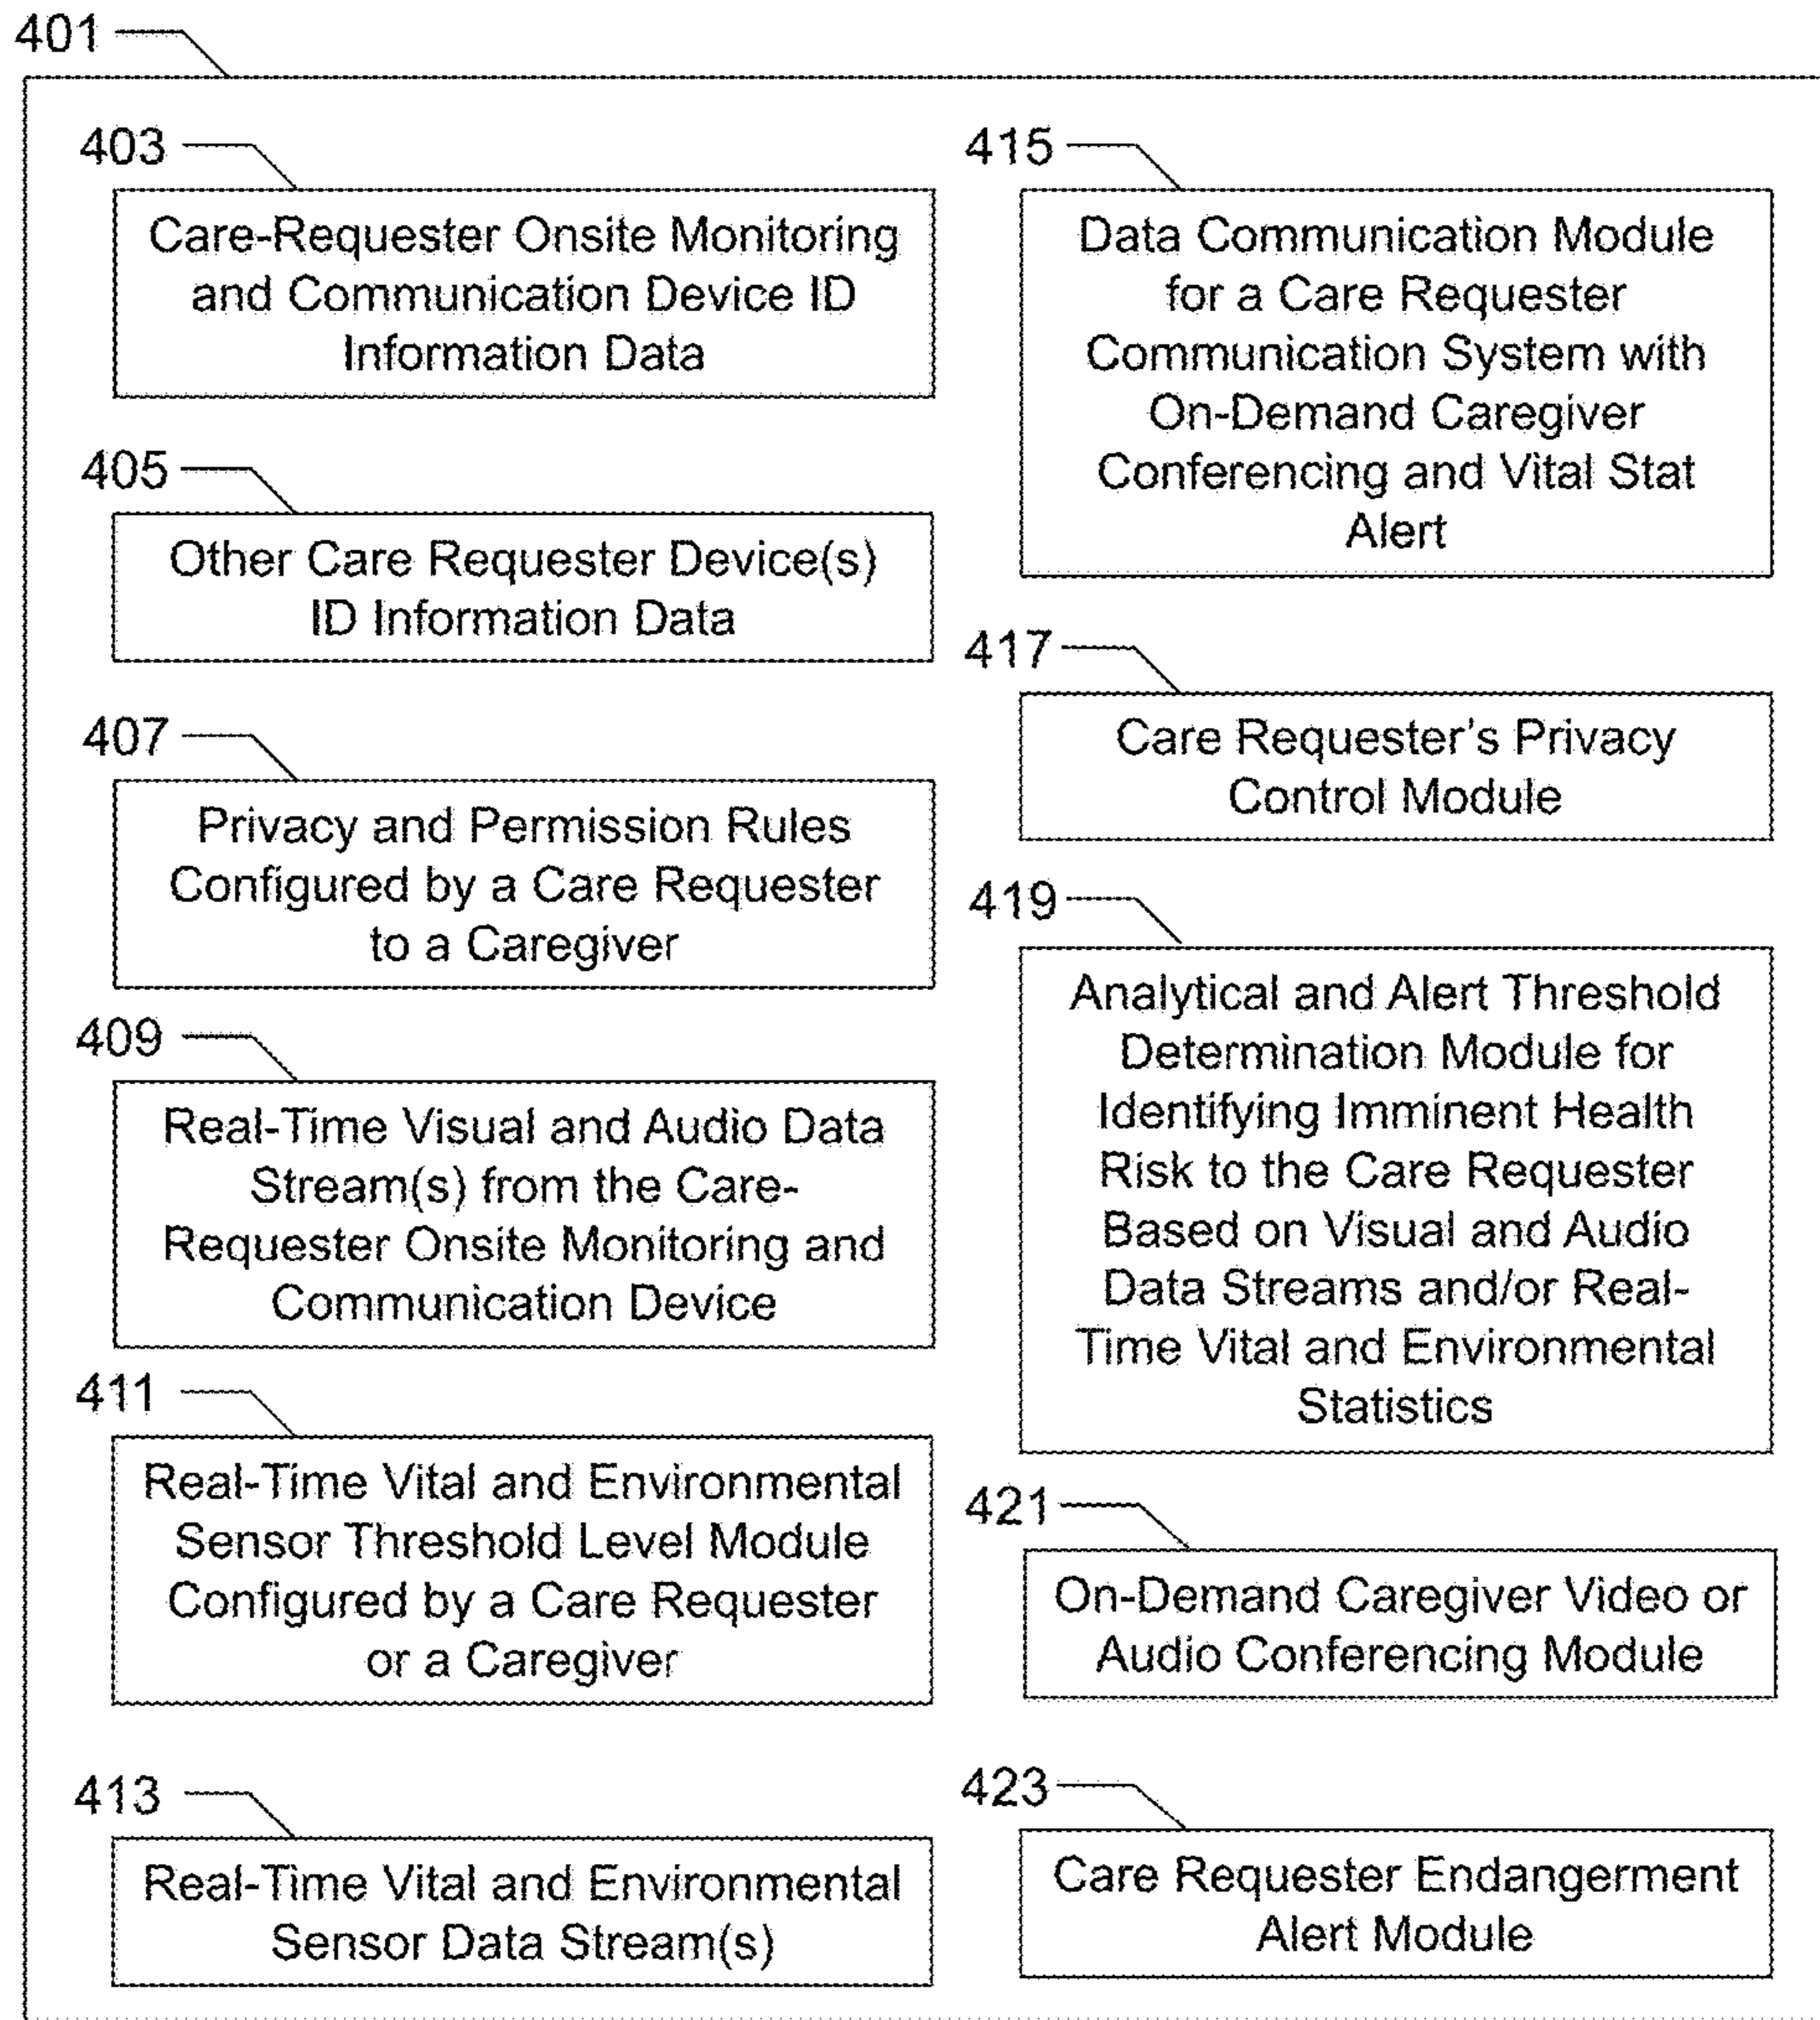 401
403
Care-Requester Onsite Monitoring
and Communication Device ID
Information Data
405
Other Care Requester Device(s)
ID Information Data
407
Privacy and Permission Rules
Configured by a Care Requester
to a Caregiver
409
Real-Time Visual and Audio Data
Stream(s) from the Care-
Requester Onsite Monitoring and
Communication Device
411
Real-Time Vital and Environmental
Sensor Threshold Level Module
Configured by a Care Requester
or a Caregiver
413
Real-Time Vital and Environmental
Sensor Data Stream(s)
415
Data Communication Module
for a Care Requester
Communication System with
On-Demand Caregiver
Conferencing and Vital Stat
Alert
417
Care Requester's Privacy
Control Module
419
Analytical and Alert Threshold
Determination Module for
Identifying Imminent Health
Risk to the Care Requester
Based on Visual and Audio
Data Streams and/or Real-
Time Vital and Environmental
Statistics
421
On-Demand Caregiver Video or
Audio Conferencing Module
423
Care Requester Endangerment
Alert Module